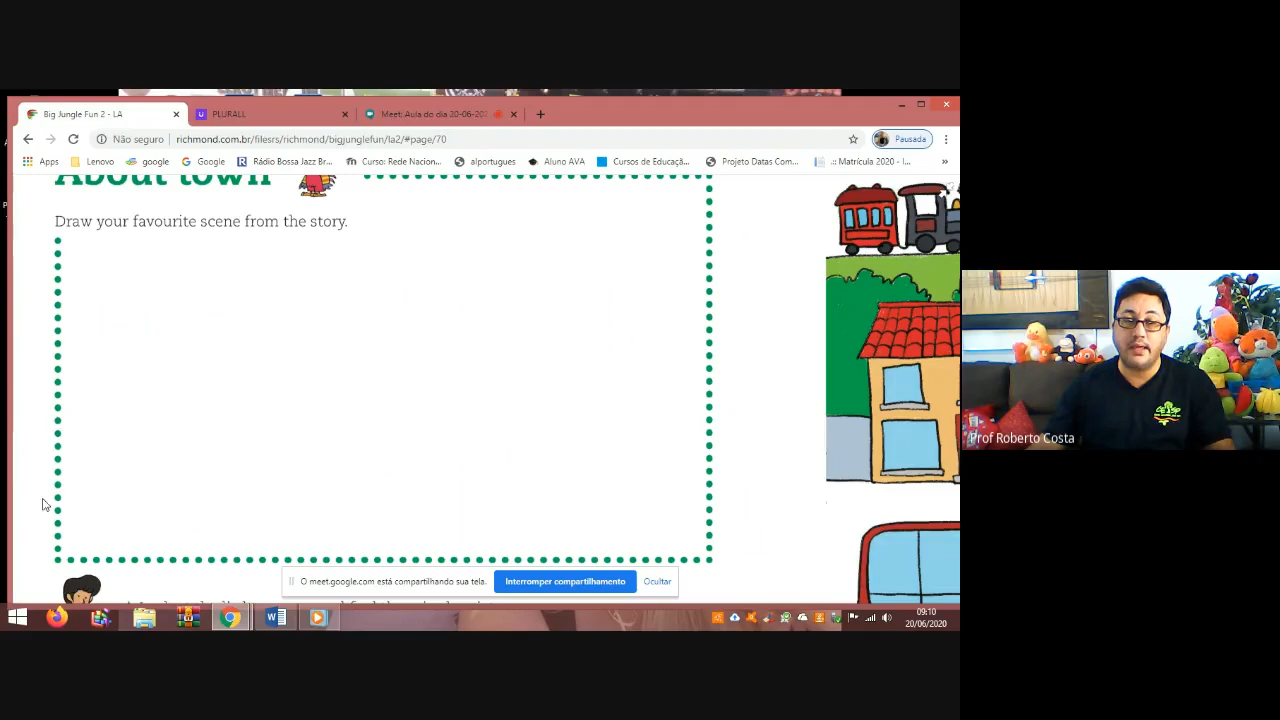 Big Jungle Fun 2 - LA
PLURALL
Meet: Aula do dia 20-06-202
Não seguro
richmond.com.br/filesrs/richmond/bigjunglefun/la2/#page/70
Pausada
Apps
Lenovo
google
Google
Rádio Bossa Jazz Br...
Curso: Rede Nacion...
alportugues
Aluno AVA
Cursos de Educaçã...
Projeto Datas Com...
.:: Matrícula 2020 - I...
»
About town
Draw your favourite scene from the story.
O meet.google.com está compartilhando sua tela.
Interromper compartilhamento
Ocultar
09:10
20/06/2020
Prof Roberto Costa